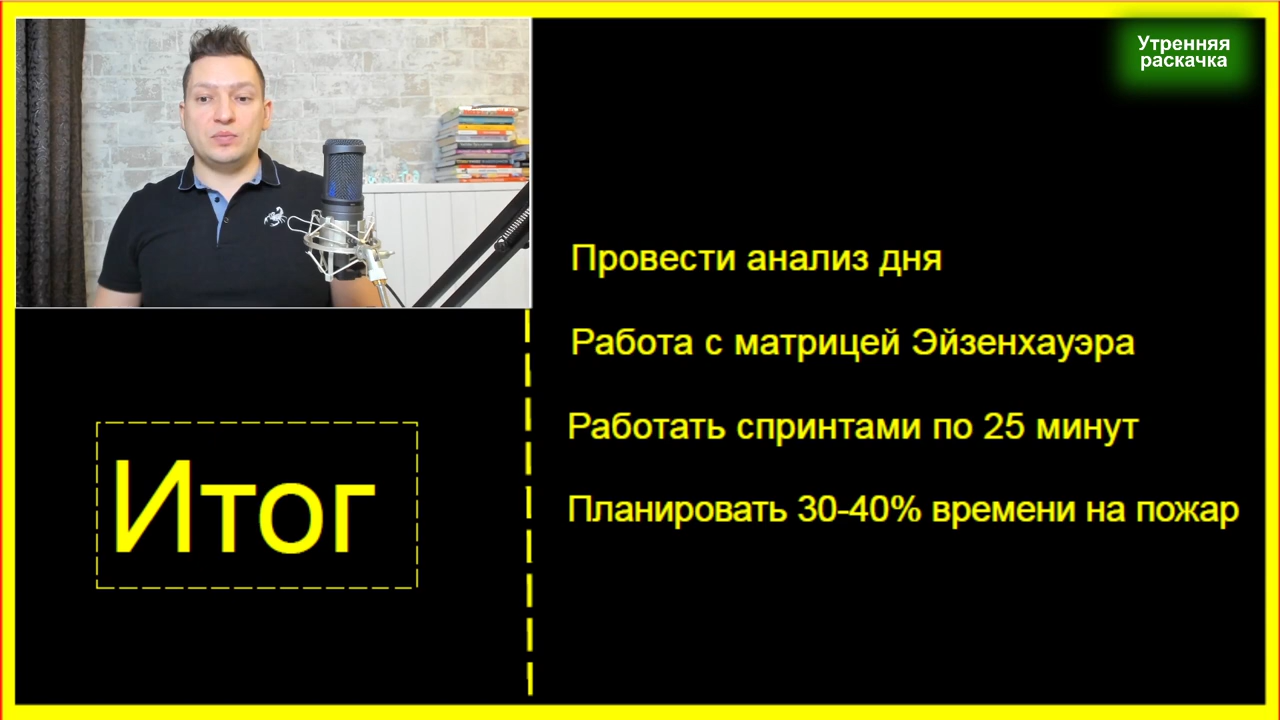 Утренняя
раскачка
Провести анализ дня
Работа с матрицей Эйзенхауэра
Работать спринтами по 25 минут
Планировать 30-40% времени на пожар
Итог